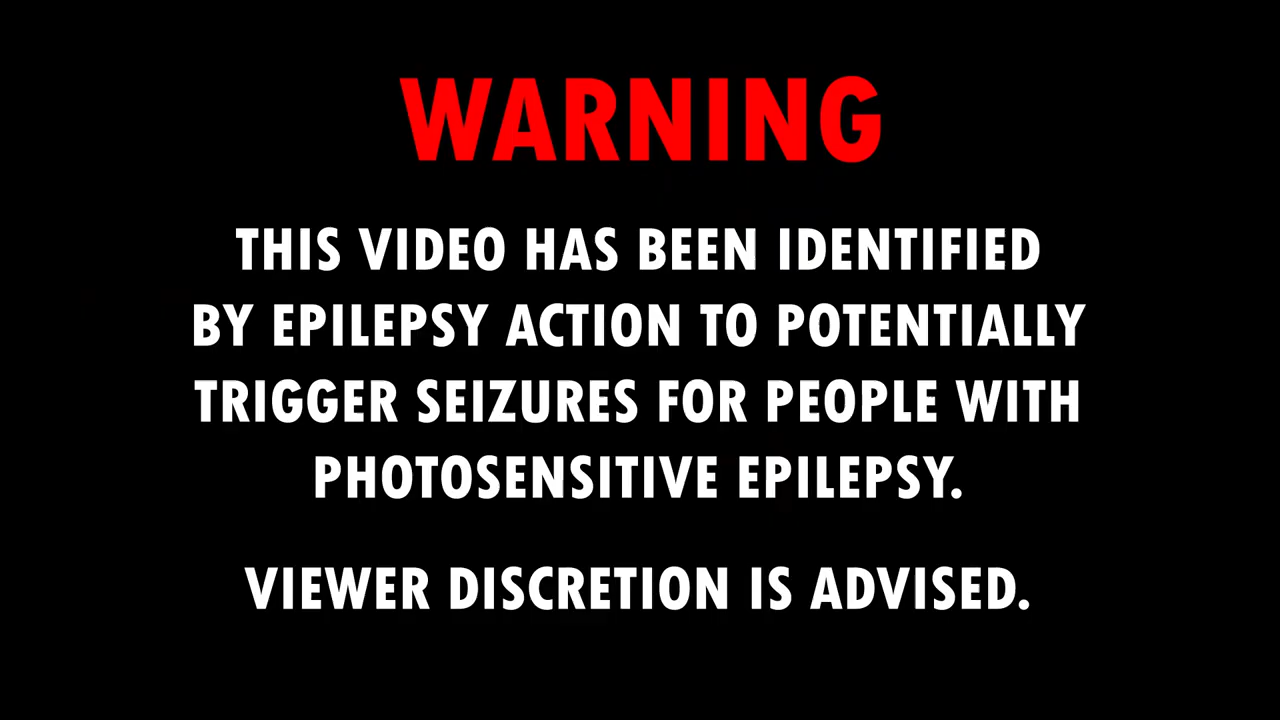 WARNING
THIS VIDEO HAS BEEN IDENTIFIED
BY EPILEPSY ACTION TO POTENTIALLY
TRIGGER SEIZURES FOR PEOPLE WITH
PHOTOSENSITIVE EPILEPSY.
VIEWER DISCRETION IS ADVISED.